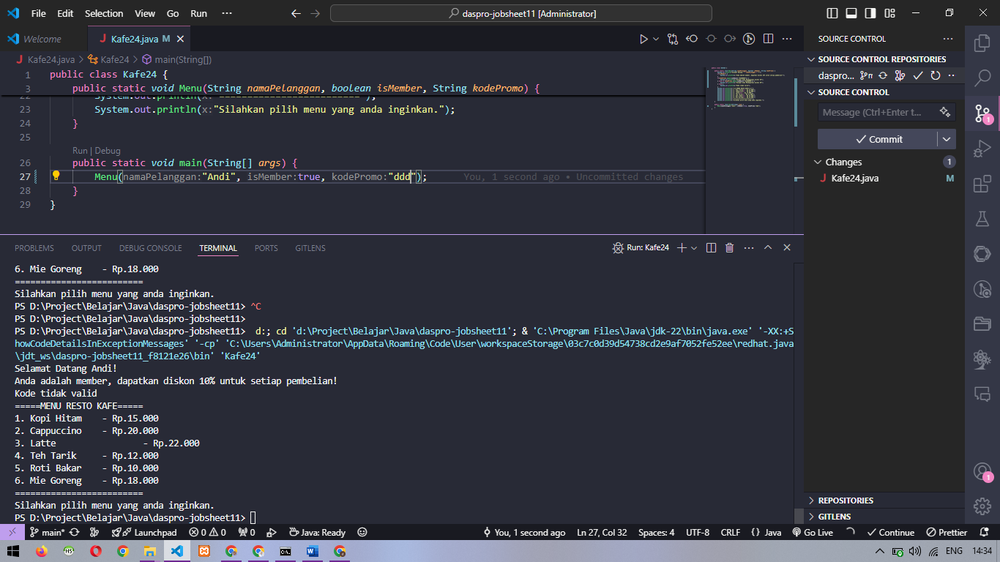 File Edit Selection View Go Run ··· daspro-jobsheet11 [Administrator]
Welcome Kafe24.java M
Kafe24.java > Kafe24 > main(String[])
1 public class Kafe24 {
3 public static void Menu(String namaPelanggan, boolean isMember, String kodePromo) {
23 System.out.println(x:"Silahkan pilih menu yang anda inginkan.");
24 }
25
Run | Debug
26 public static void main(String[] args) {
27 Menu(namaPelanggan:"Andi", isMember:true, kodePromo:"ddd"); You, 1 second ago • Uncommitted changes
28 }
29 }
PROBLEMS OUTPUT DEBUG CONSOLE TERMINAL PORTS GITLENS Run: Kafe24
6. Mie Goreng - Rp.18.000
=========================
Silahkan pilih menu yang anda inginkan.
PS D:\Project\Belajar\Java\daspro-jobsheet11> ^C
PS D:\Project\Belajar\Java\daspro-jobsheet11>
PS D:\Project\Belajar\Java\daspro-jobsheet11> d:; cd 'd:\Project\Belajar\Java\daspro-jobsheet11'; & 'C:\Program Files\Java\jdk-22\bin\java.exe' '-XX:+S
howCodeDetailsInExceptionMessages' '-cp' 'C:\Users\Administrator\AppData\Roaming\Code\User\workspaceStorage\03c7c0d39d54738cd2e9af7052fe52ee\redhat.java
\jdt_ws\daspro-jobsheet11_f8121e26\bin' 'Kafe24'
Selamat Datang Andi!
Anda adalah member, dapatkan diskon 10% untuk setiap pembelian!
Kode tidak valid
=====MENU RESTO KAFE=====
1. Kopi Hitam - Rp.15.000
2. Cappuccino - Rp.20.000
3. Latte - Rp.22.000
4. Teh Tarik - Rp.12.000
5. Roti Bakar - Rp.10.000
6. Mie Goreng - Rp.18.000
=========================
Silahkan pilih menu yang anda inginkan.
PS D:\Project\Belajar\Java\daspro-jobsheet11>
SOURCE CONTROL
SOURCE CONTROL REPOSITORIES
daspro...
SOURCE CONTROL
Message (Ctrl+Enter t...
Commit
Changes 1
Kafe24.java M
REPOSITORIES
GITLENS
1
1
main* Launchpad 0 0 0 Java: Ready You, 1 second ago Ln 27, Col 32 Spaces: 4 UTF-8 CRLF {} Java Go Live Continue Prettier
ENG 14:34